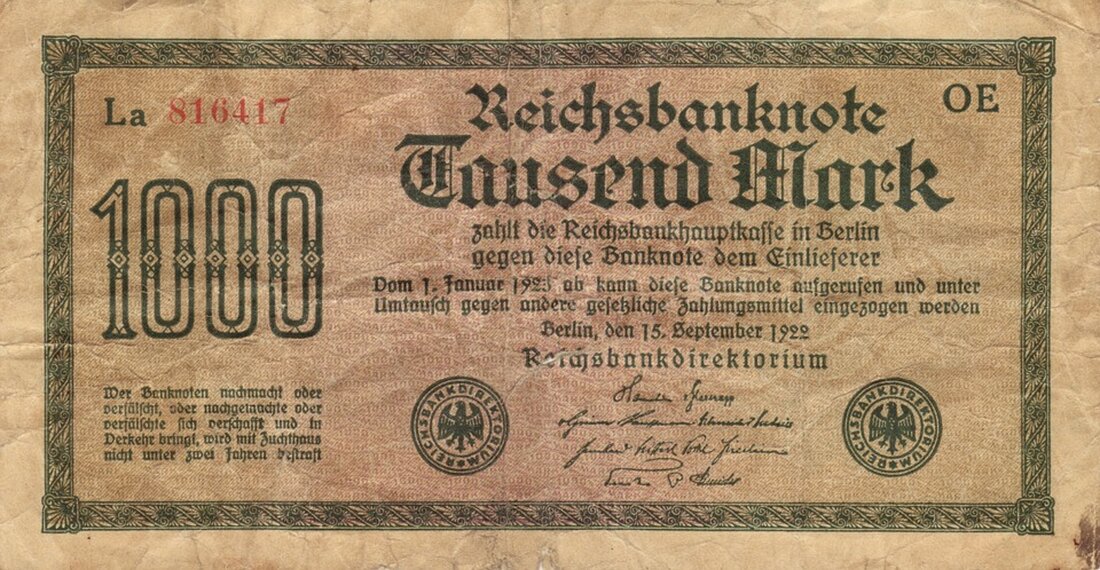 La 816417
OE
Reichsbanknote
Tausend Mark
zahlt die Reichsbankhauptkasse in Berlin
gegen diese Banknote dem Einlieferer
Vom 1. Januar 1923 ab kann diese Banknote aufgerufen und unter
Umtausch gegen andere gesetzliche Zahlungsmittel eingezogen werden
Berlin, den 15. September 1922
Reichsbankdirektorium
1000
Wer Banknoten nachmacht oder
verfälscht, oder nachgemachte oder
verfälschte sich verschafft und in
Verkehr bringt, wird mit Zuchthaus
nicht unter zwei Jahren bestraft
REICHSBANKDIREKTORIUM
REICHSBANKDIREKTORIUM